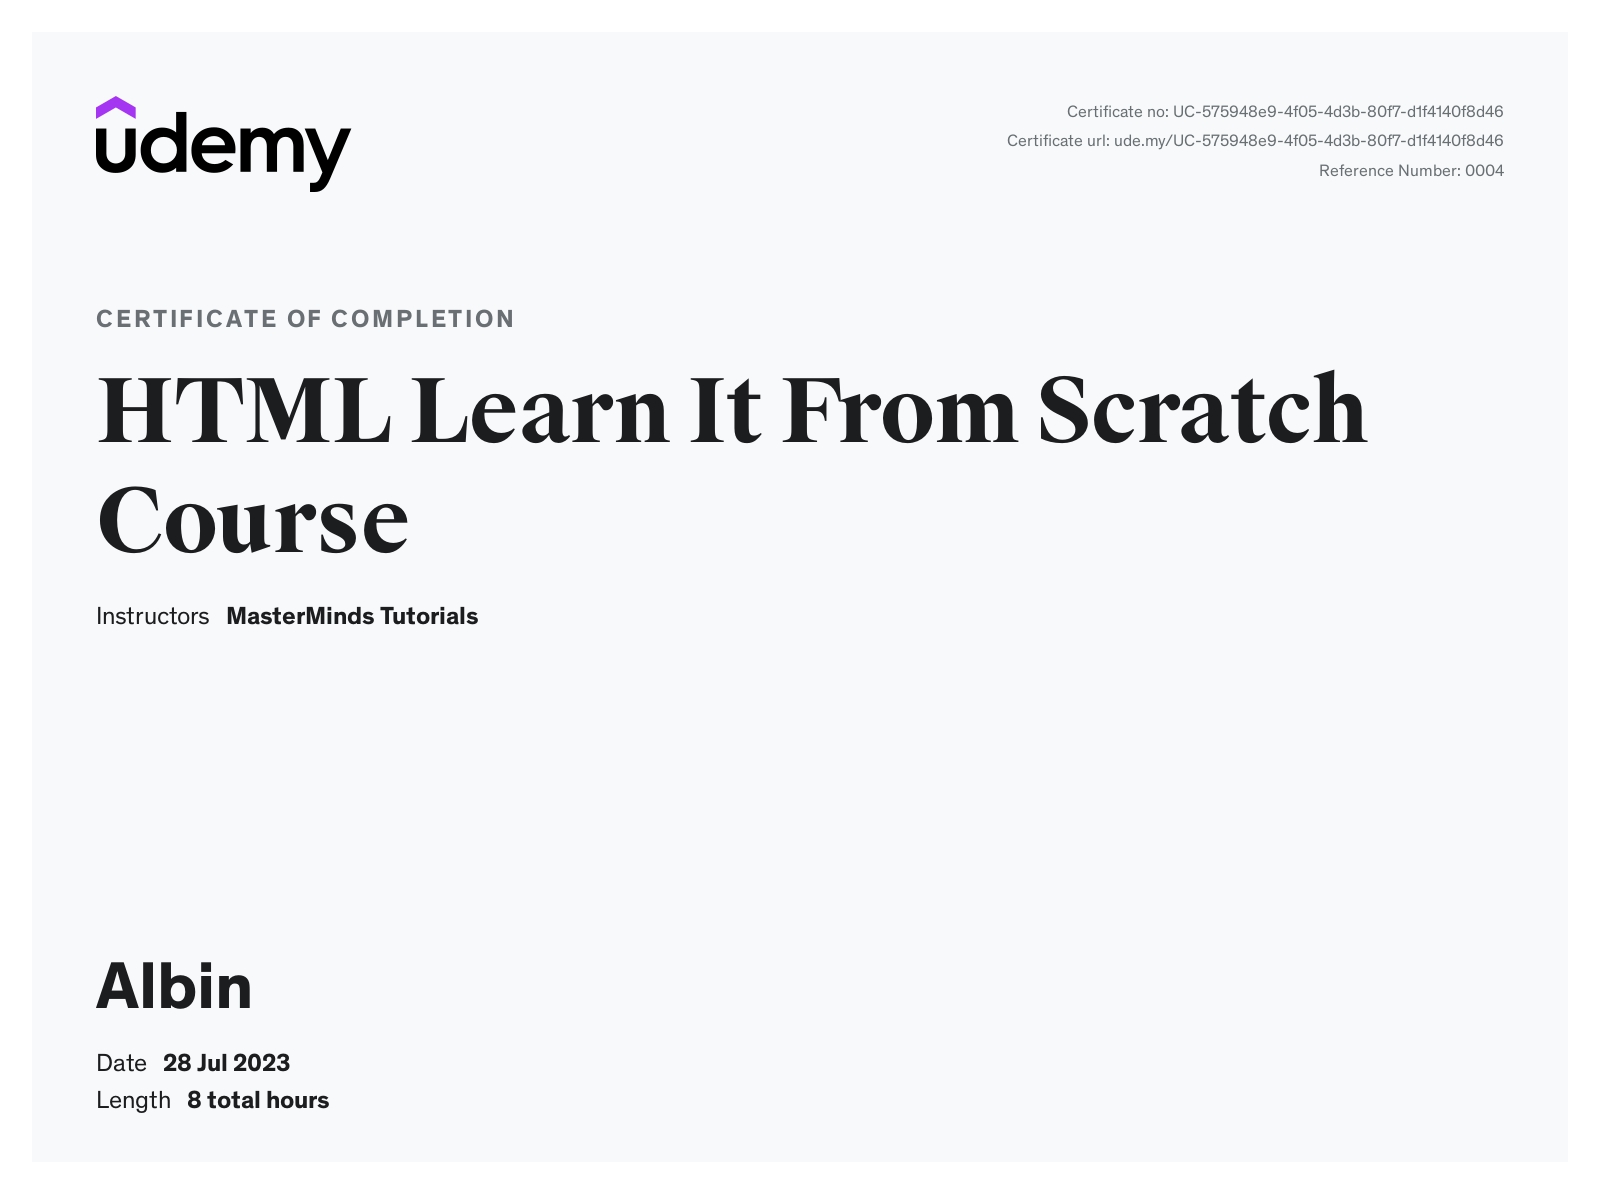 udemy
Certificate no: UC-575948e9-4f05-4d3b-80f7-d1f4140f8d46
Certificate url: ude.my/UC-575948e9-4f05-4d3b-80f7-d1f4140f8d46
Reference Number: 0004
CERTIFICATE OF COMPLETION
HTML Learn It From Scratch
Course
Instructors MasterMinds Tutorials
Albin
Date 28 Jul 2023
Length 8 total hours